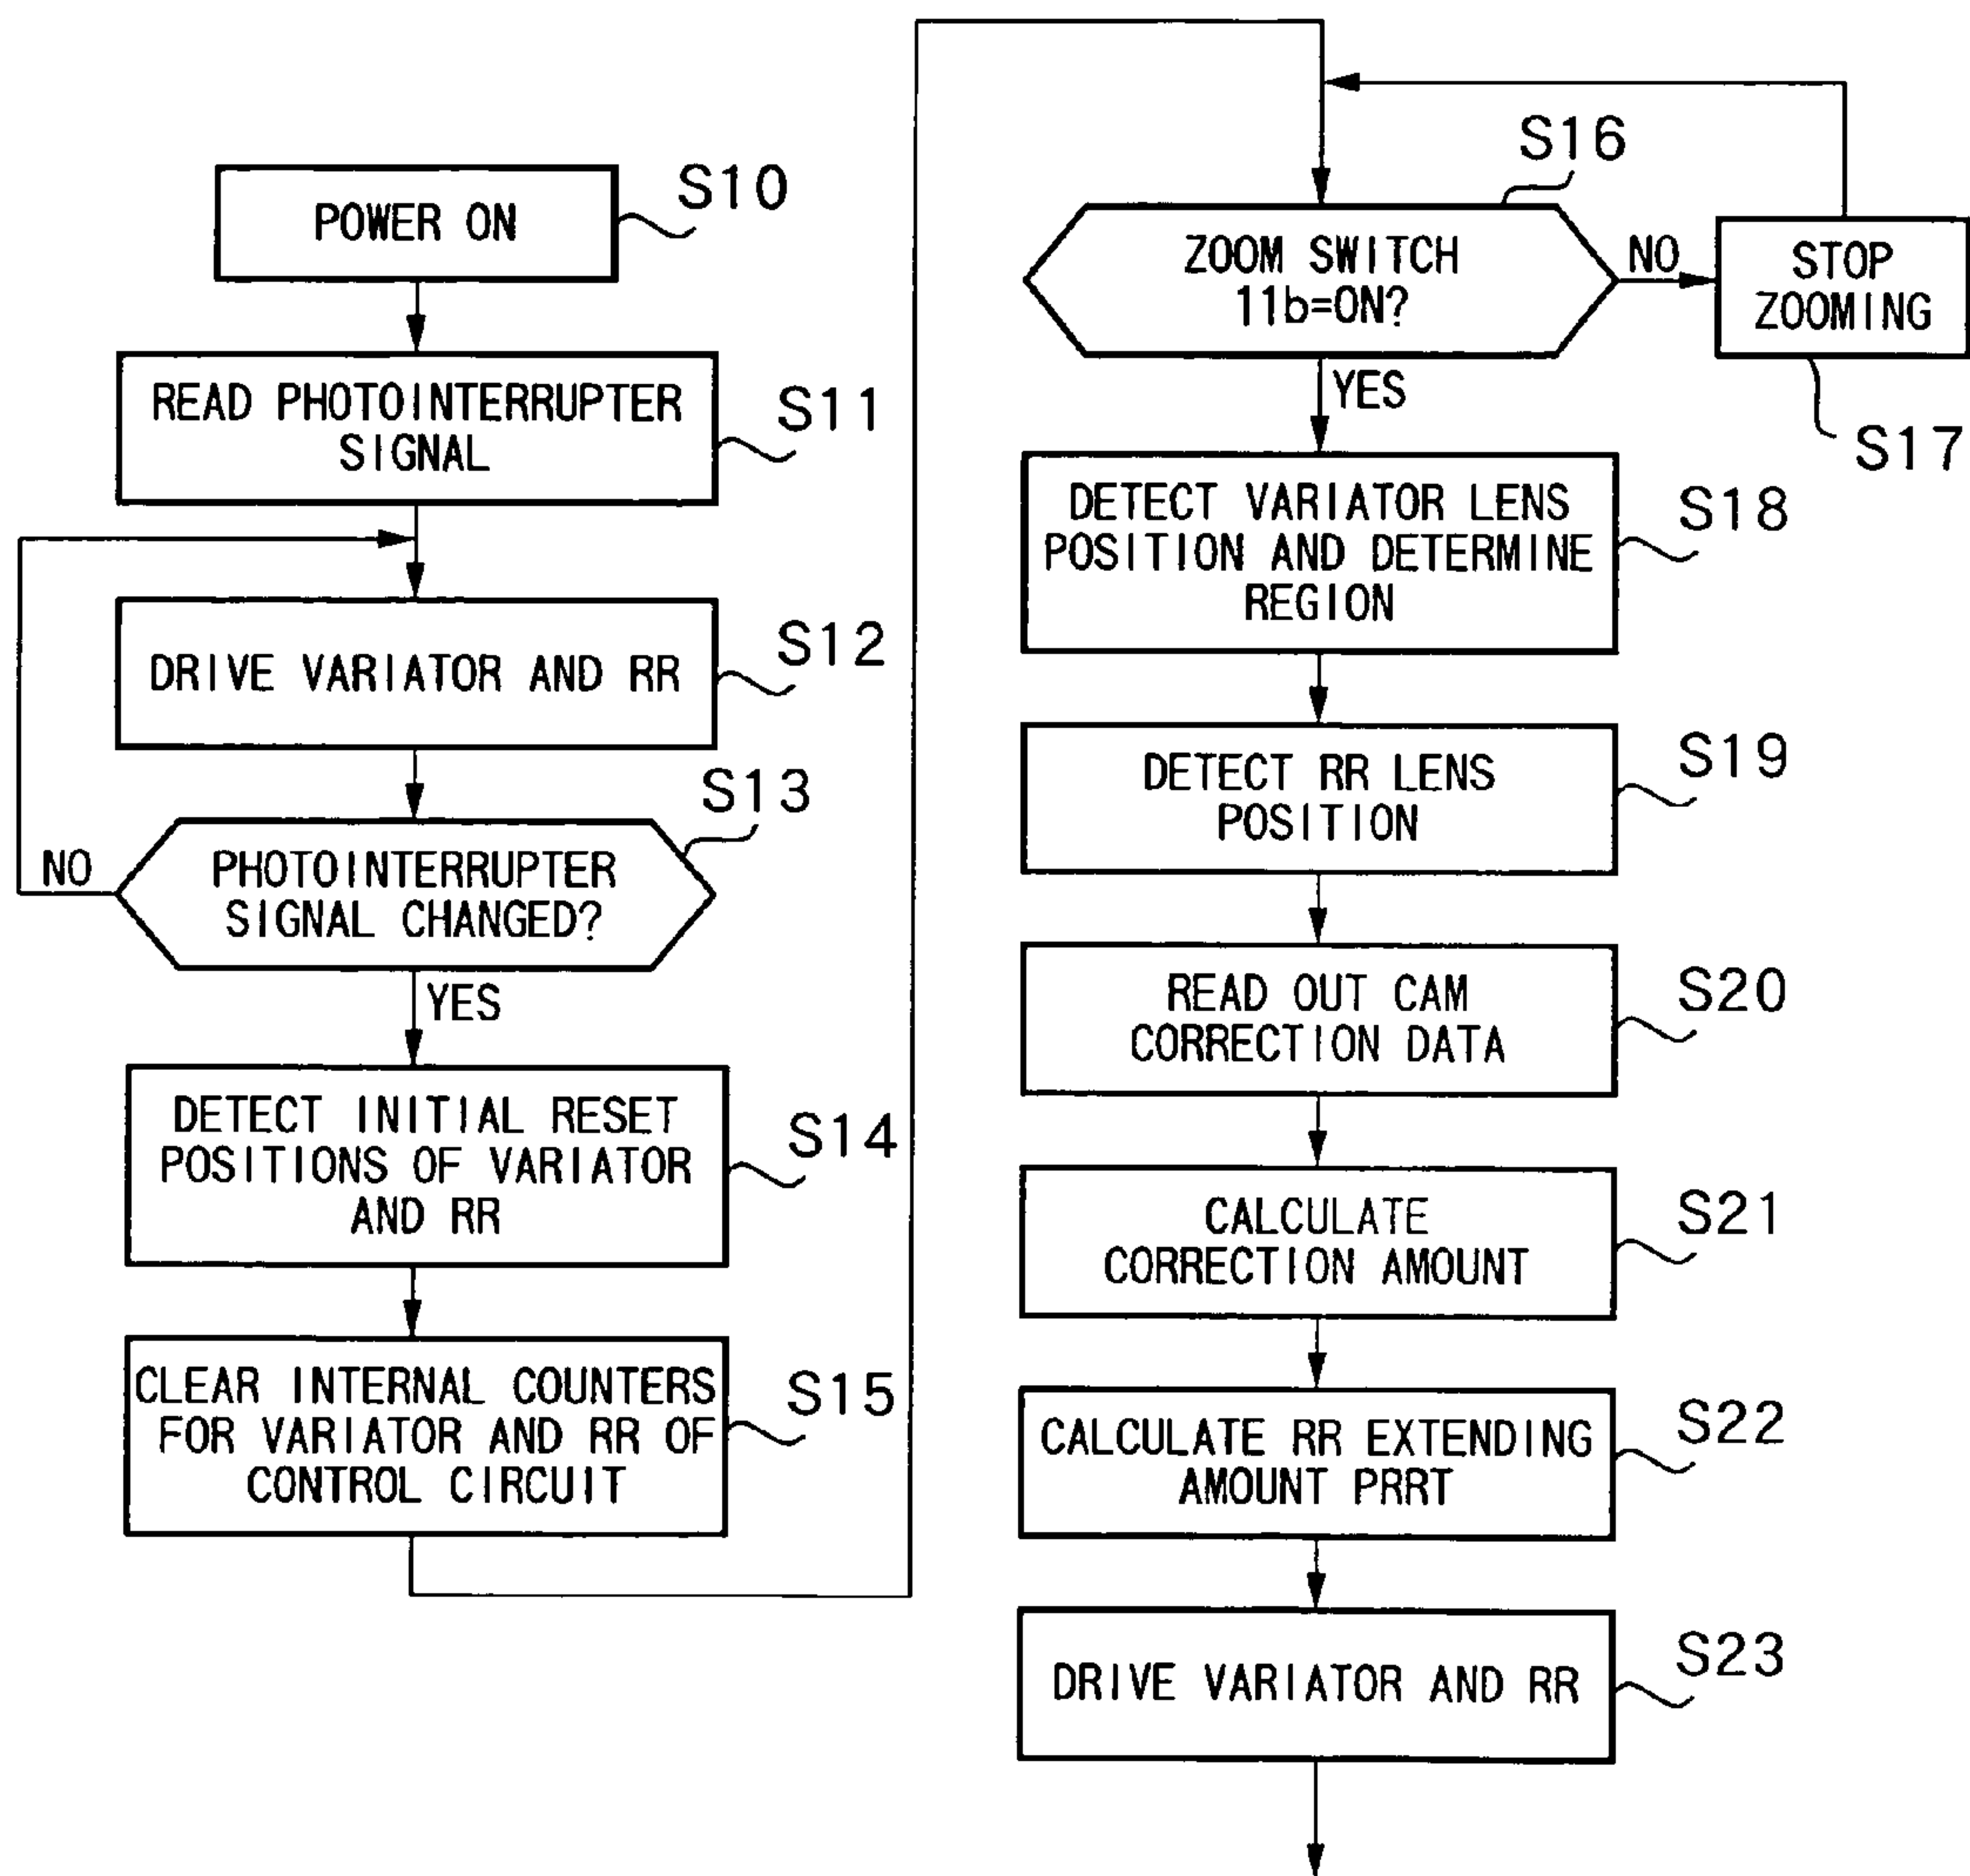 POWER ON
S10
READ PHOTOINTERRUPTER
SIGNAL
S11
DRIVE VARIATOR AND RR
S12
PHOTOINTERRUPTER
SIGNAL CHANGED?
S13
NO
YES
DETECT INITIAL RESET
POSITIONS OF VARIATOR
AND RR
S14
CLEAR INTERNAL COUNTERS
FOR VARIATOR AND RR OF
CONTROL CIRCUIT
S15
ZOOM SWITCH
11b=ON?
S16
NO
STOP
ZOOMING
S17
YES
DETECT VARIATOR LENS
POSITION AND DETERMINE
REGION
S18
DETECT RR LENS
POSITION
S19
READ OUT CAM
CORRECTION DATA
S20
CALCULATE
CORRECTION AMOUNT
S21
CALCULATE RR EXTENDING
AMOUNT PRRT
S22
DRIVE VARIATOR AND RR
S23